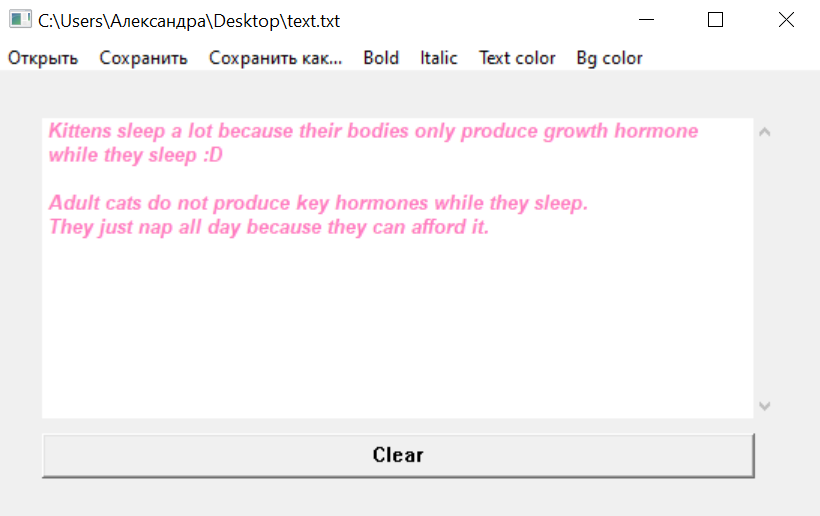 C:\Users\Александра\Desktop\text.txt
Открыть Сохранить Сохранить как... Bold Italic Text color Bg color
Kittens sleep a lot because their bodies only produce growth hormone
while they sleep :D
Adult cats do not produce key hormones while they sleep.
They just nap all day because they can afford it.
Clear